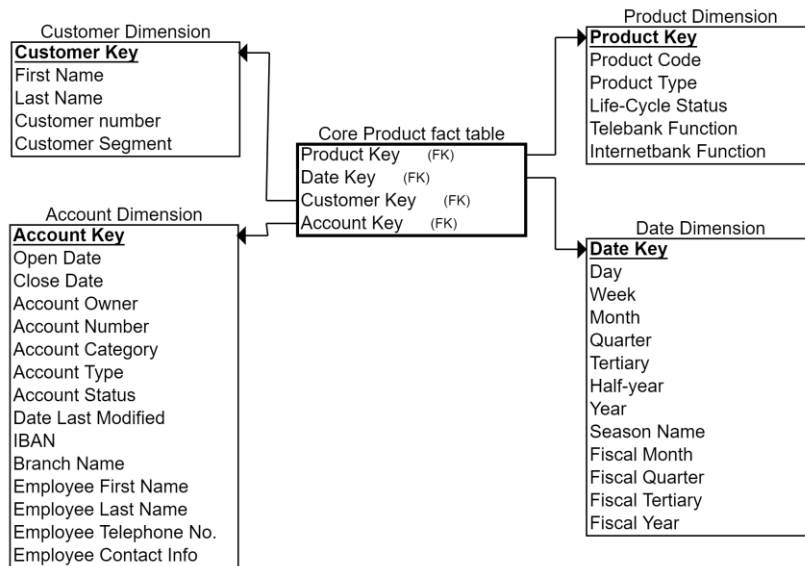 Customer Dimension
Customer Key
First Name
Last Name
Customer number
Customer Segment
Product Dimension
Product Key
Product Code
Product Type
Life-Cycle Status
Telebank Function
Internetbank Function
Core Product fact table
Product Key (FK)
Date Key (FK)
Customer Key (FK)
Account Key (FK)
Account Dimension
Account Key
Open Date
Close Date
Account Owner
Account Number
Account Category
Account Type
Account Status
Date Last Modified
IBAN
Branch Name
Employee First Name
Employee Last Name
Employee Telephone No.
Employee Contact Info
Date Dimension
Date Key
Day
Week
Month
Quarter
Tertiary
Half-year
Year
Season Name
Fiscal Month
Fiscal Quarter
Fiscal Tertiary
Fiscal Year